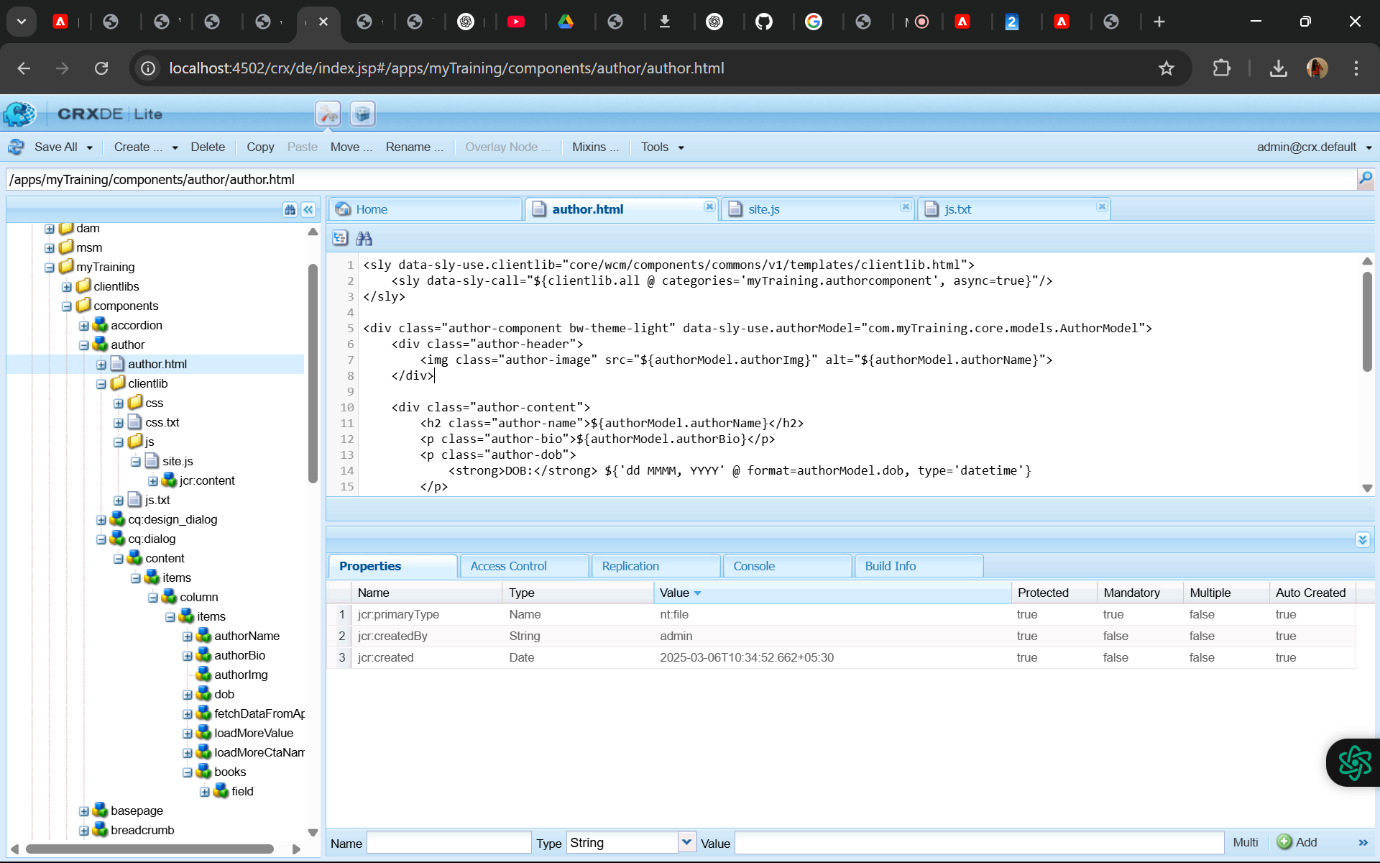 localhost:4502/crx/de/index.jsp#/apps/myTraining/components/author/author.html
CRXDE | Lite
Save All Create ... Delete Copy Paste Move ... Rename ... Overlay Node ... Mixins ... Tools admin@crx.default
/apps/myTraining/components/author/author.html
Home author.html site.js js.txt
dam
msm
myTraining
clientlibs
components
accordion
author
author.html
clientlib
css
css.txt
js
site.js
jcr:content
js.txt
cq:design_dialog
cq:dialog
content
items
column
items
authorName
authorBio
authorImg
dob
fetchDataFromAp
loadMoreValue
loadMoreCtaNam
books
field
basepage
breadcrumb
1 <sly data-sly-use.clientlib="core/wcm/components/commons/v1/templates/clientlib.html">
2 <sly data-sly-call="${clientlib.all @ categories='myTraining.authorcomponent', async=true}"/>
3 </sly>
4
5 <div class="author-component bw-theme-light" data-sly-use.authorModel="com.myTraining.core.models.AuthorModel">
6 <div class="author-header">
7 <img class="author-image" src="${authorModel.authorImg}" alt="${authorModel.authorName}">
8 </div>
9
10 <div class="author-content">
11 <h2 class="author-name">${authorModel.authorName}</h2>
12 <p class="author-bio">${authorModel.authorBio}</p>
13 <p class="author-dob">
14 <strong>DOB:</strong> ${'dd MMMM, YYYY' @ format=authorModel.dob, type='datetime'}
15 </p>
Properties Access Control Replication Console Build Info
Name Type Value Protected Mandatory Multiple Auto Created
1 jcr:primaryType Name nt:file true true false true
2 jcr:createdBy String admin true false false true
3 jcr:created Date 2025-03-06T10:34:52.662+05:30 true false false true
Name Type String Value Multi Add »